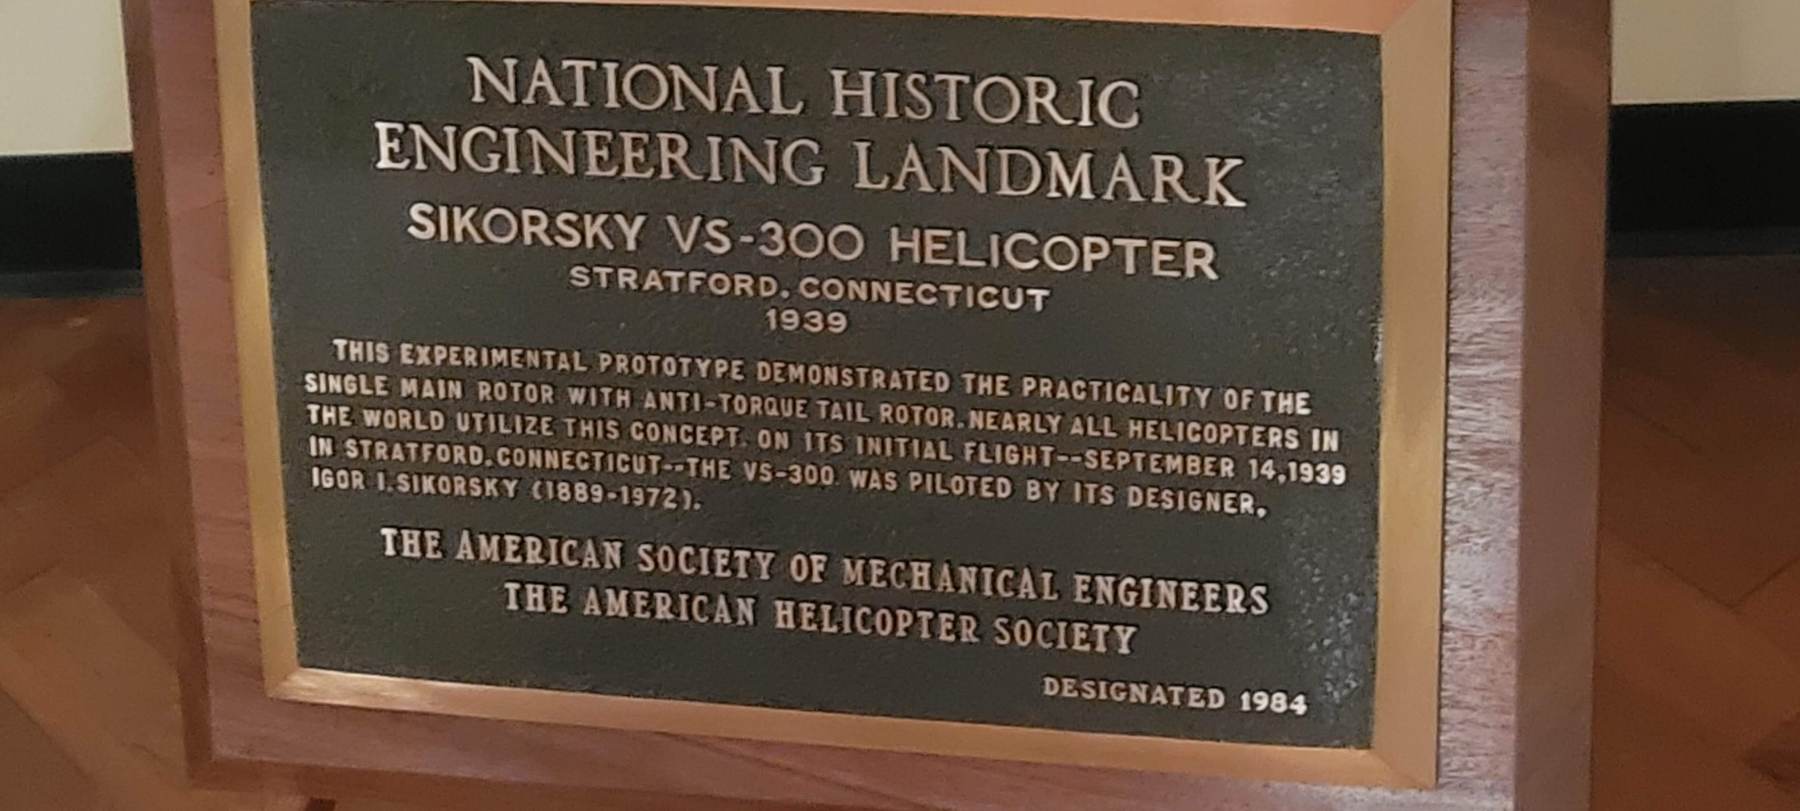 NATIONAL HISTORIC
ENGINEERING LANDMARK
SIKORSKY VS-300 HELICOPTER
STRATFORD, CONNECTICUT
1939
THIS EXPERIMENTAL PROTOTYPE DEMONSTRATED THE PRACTICALITY OF THE
SINGLE MAIN ROTOR WITH ANTI-TORQUE TAIL ROTOR. NEARLY ALL HELICOPTERS IN
THE WORLD UTILIZE THIS CONCEPT. ON ITS INITIAL FLIGHT--SEPTEMBER 14, 1939
IN STRATFORD, CONNECTICUT--THE VS-300 WAS PILOTED BY ITS DESIGNER,
IGOR I. SIKORSKY (1889-1972).
THE AMERICAN SOCIETY OF MECHANICAL ENGINEERS
THE AMERICAN HELICOPTER SOCIETY
DESIGNATED 1984